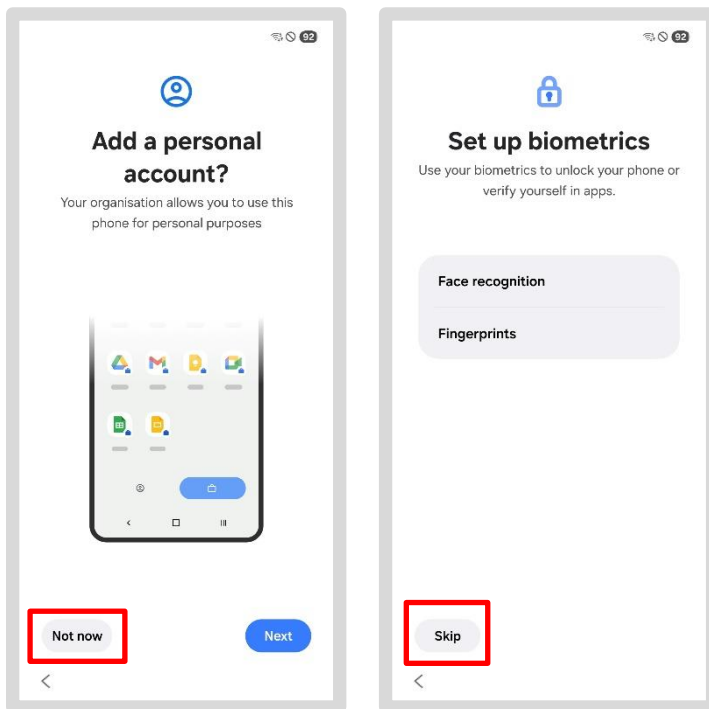 92
Add a personal
account?
Your organisation allows you to use this
phone for personal purposes
Not now
Next
92
Set up biometrics
Use your biometrics to unlock your phone or
verify yourself in apps.
Face recognition
Fingerprints
Skip